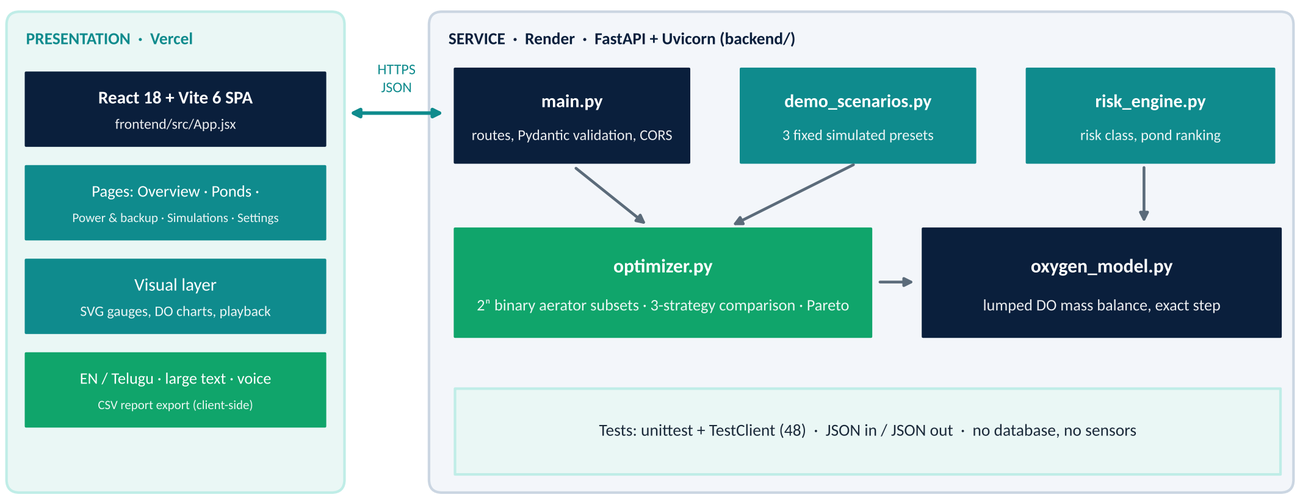 PRESENTATION · Vercel
React 18 + Vite 6 SPA
frontend/src/App.jsx
Pages: Overview · Ponds ·
Power & backup · Simulations · Settings
Visual layer
SVG gauges, DO charts, playback
EN / Telugu · large text · voice
CSV report export (client-side)
HTTPS
JSON
SERVICE · Render · FastAPI + Uvicorn (backend/)
main.py
routes, Pydantic validation, CORS
demo_scenarios.py
3 fixed simulated presets
risk_engine.py
risk class, pond ranking
optimizer.py
2ⁿ binary aerator subsets · 3-strategy comparison · Pareto
oxygen_model.py
lumped DO mass balance, exact step
Tests: unittest + TestClient (48) · JSON in / JSON out · no database, no sensors